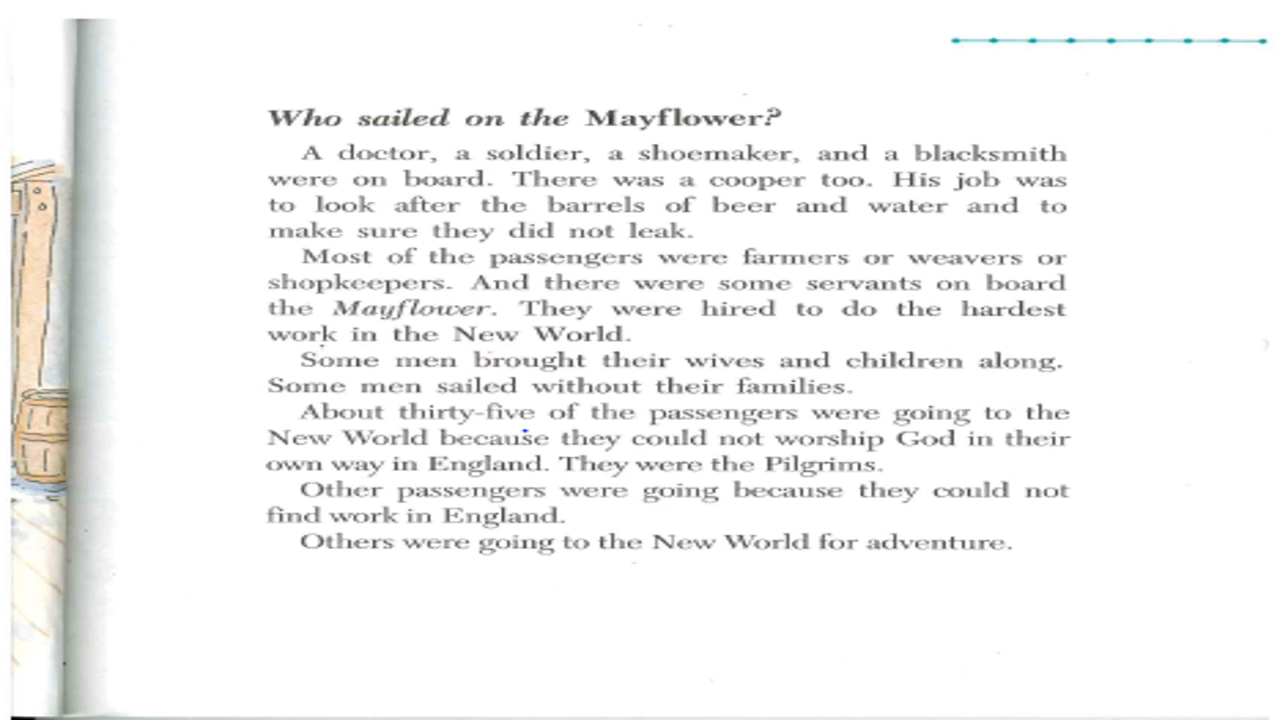 Who sailed on the Mayflower?
A doctor, a soldier, a shoemaker, and a blacksmith
were on board. There was a cooper too. His job was
to look after the barrels of beer and water and to
make sure they did not leak.
Most of the passengers were farmers or weavers or
shopkeepers. And there were some servants on board
the Mayflower. They were hired to do the hardest
work in the New World.
Some men brought their wives and children along.
Some men sailed without their families.
About thirty-five of the passengers were going to the
New World because they could not worship God in their
own way in England. They were the Pilgrims.
Other passengers were going because they could not
find work in England.
Others were going to the New World for adventure.